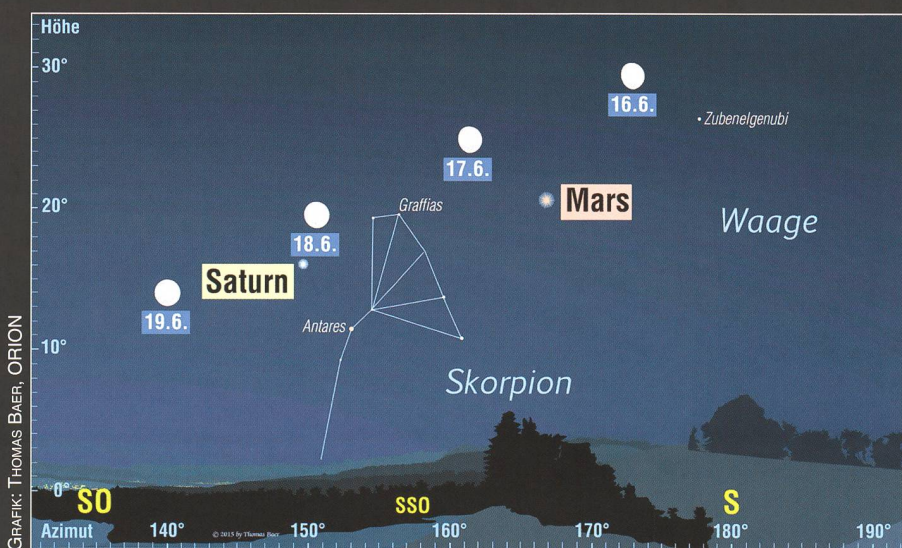 Höhe
30°
16.6.
Zubenelgenubi
17.6.
20°
Graffias
Mars
Waage
18.6.
Saturn
19.6.
Antares
10°
Skorpion
0°
SO
SSO
S
Azimut
140°
© 2015 by Thomas Baer
150°
160°
170°
180°
190°
GRAFIK: THOMAS BAER, ORION